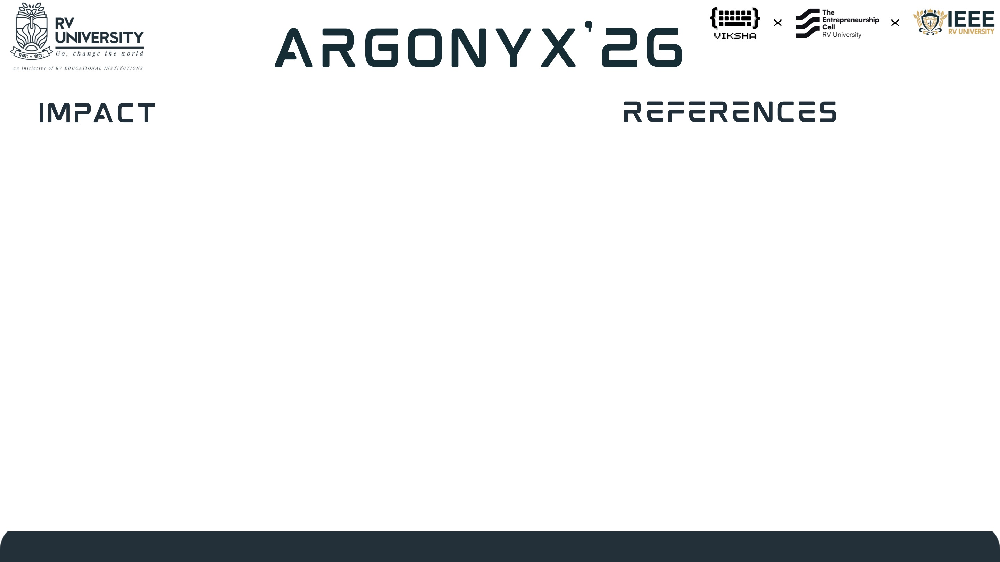 RV
UNIVERSITY
Go, change the world
प्रज्ञाः ★ धीराः
an initiative of RV EDUCATIONAL INSTITUTIONS
ARGONYX'26
VIKSHA
x
The
Entrepreneurship
Cell
RV University
x
IEEE
RV UNIVERSITY
IMPACT
REFERENCES